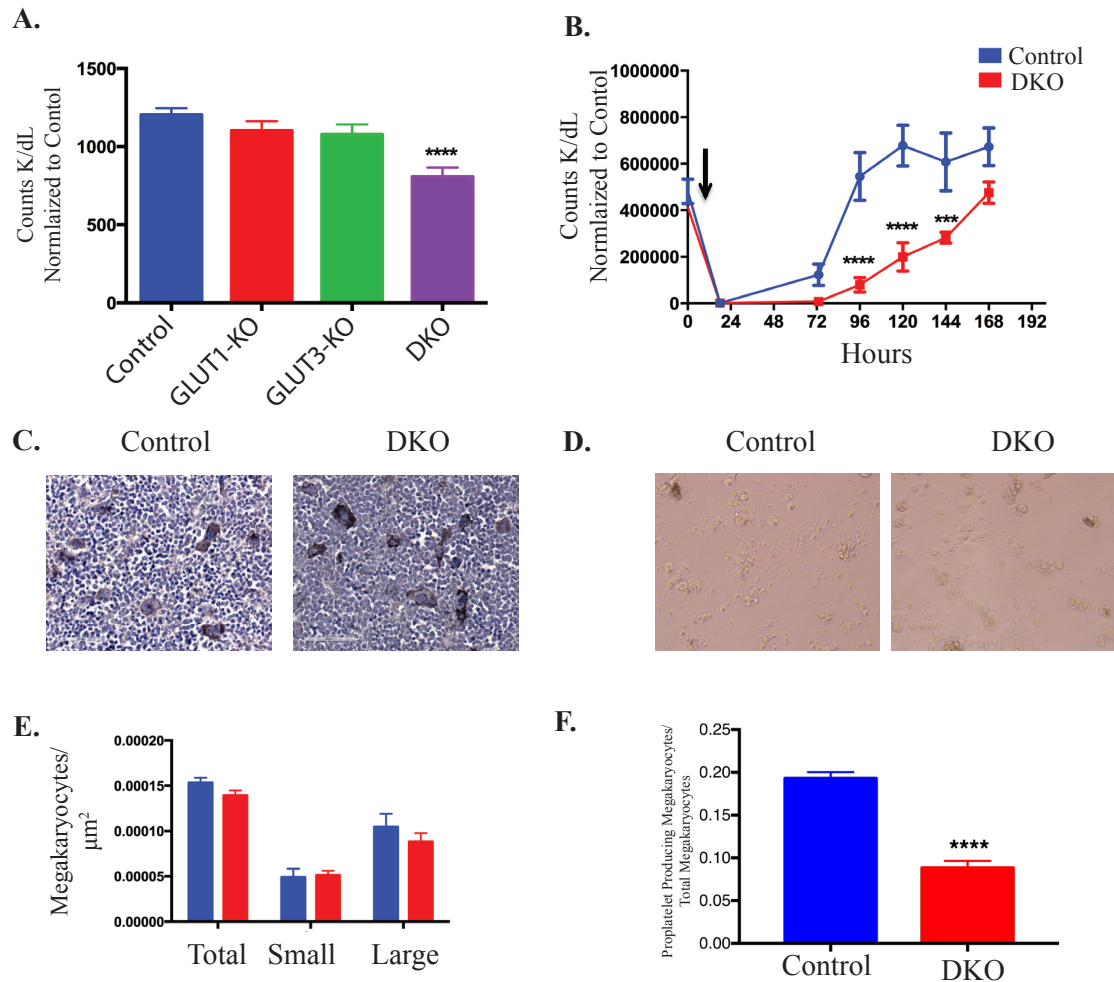 A.
Counts K/dL
Normlaized to Contol
1500
1000
500
0
****
Control
GLUT1-KO
GLUT3-KO
DKO
B.
Control
DKO
Counts K/dL
Normlaized to Control
1000000
800000
600000
400000
200000
0
****
****
***
0 24 48 72 96 120 144 168 192
Hours
C.
Control
DKO
D.
Control
DKO
E.
Megakaryocytes/
μm²
0.00020
0.00015
0.00010
0.00005
0.00000
Total Small Large
F.
Proplatelet Producing Megakaryocytes/
Total Megakaryocytes
0.25
0.20
0.15
0.10
0.05
0.00
****
Control
DKO